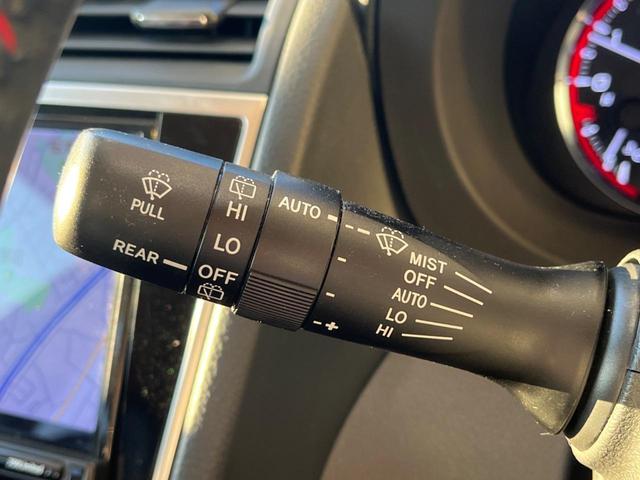 PULL
REAR
HI
LO
OFF
AUTO
- +
MIST
OFF
AUTO
LO
HI